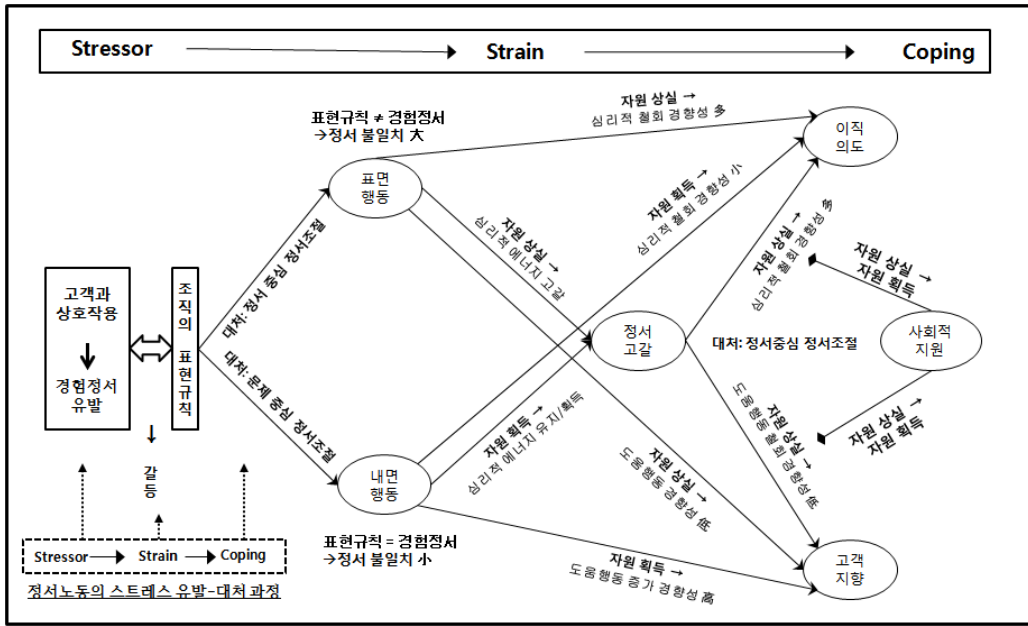 Stressor
Strain
Coping
표현규칙 ≠ 경험정서
→정서 불일치 大
자원 상실 →
심리적 철회 경향성 多
이직
의도
표면
행동
자원 획득 →
심리적 철회 경향성 小
자원 상실 →
심리적 에너지 고갈
자원 상실 →
심리적 철회 경향성 多
대처: 정서 중심 정서조절
고객과
상호작용
경험정서
유발
조직의 표현규칙
자원 상실 →
자원 획득
정서
고갈
대처: 정서중심 정서조절
사회적
지원
대처: 문제 중심 정서조절
자원 획득 →
심리적 에너지 유지/획득
자원 상실 →
도움행동 철회 경향성 低
자원 상실 →
자원 획득
갈등
내면
행동
자원 상실 →
도움행동 경향성 低
표현규칙 = 경험정서
→정서 불일치 小
Stressor
Strain
Coping
자원 획득 →
도움행동 증가 경향성 高
고객
지향
정서노동의 스트레스 유발-대처 과정